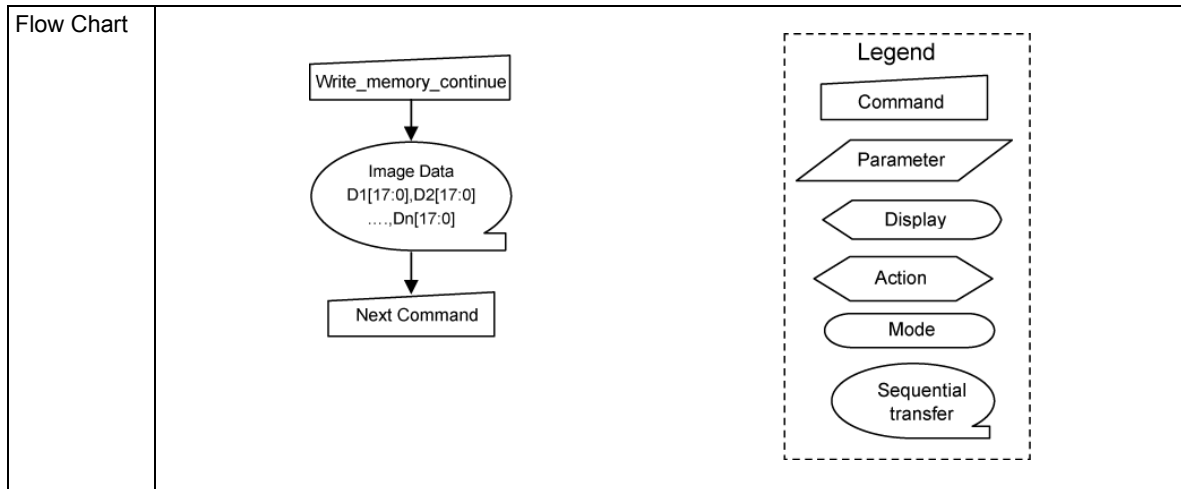 Flow Chart
Write_memory_continue
Image Data
D1[17:0],D2[17:0]
....,Dn[17:0]
Next Command
Legend
Command
Parameter
Display
Action
Mode
Sequential
transfer